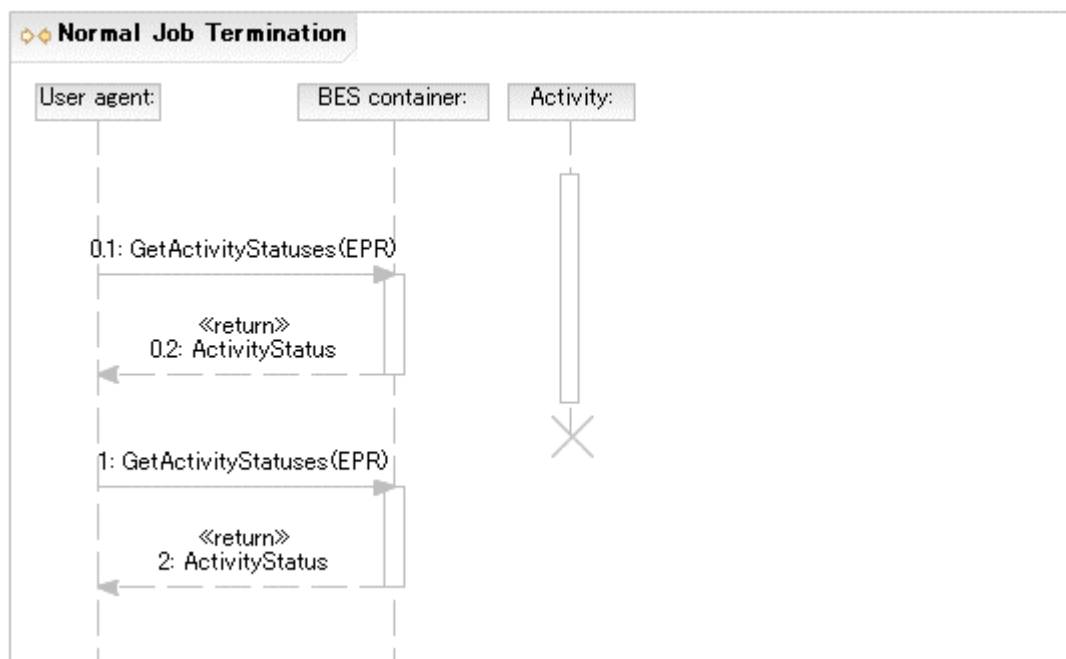 Normal Job Termination
User agent:
BES container:
Activity:
0.1: GetActivityStatuses(EPR)
«return»
0.2: ActivityStatus
1: GetActivityStatuses(EPR)
«return»
2: ActivityStatus